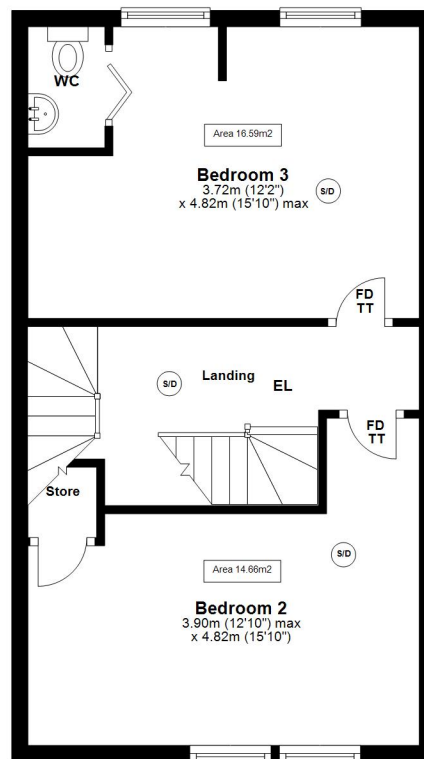 WC
Area 16.59m2
Bedroom 3
3.72m (12'2")
x 4.82m (15'10") max
S/D
FD
TT
S/D
Landing
EL
FD
TT
Store
S/D
Area 14.66m2
Bedroom 2
3.90m (12'10") max
x 4.82m (15'10")